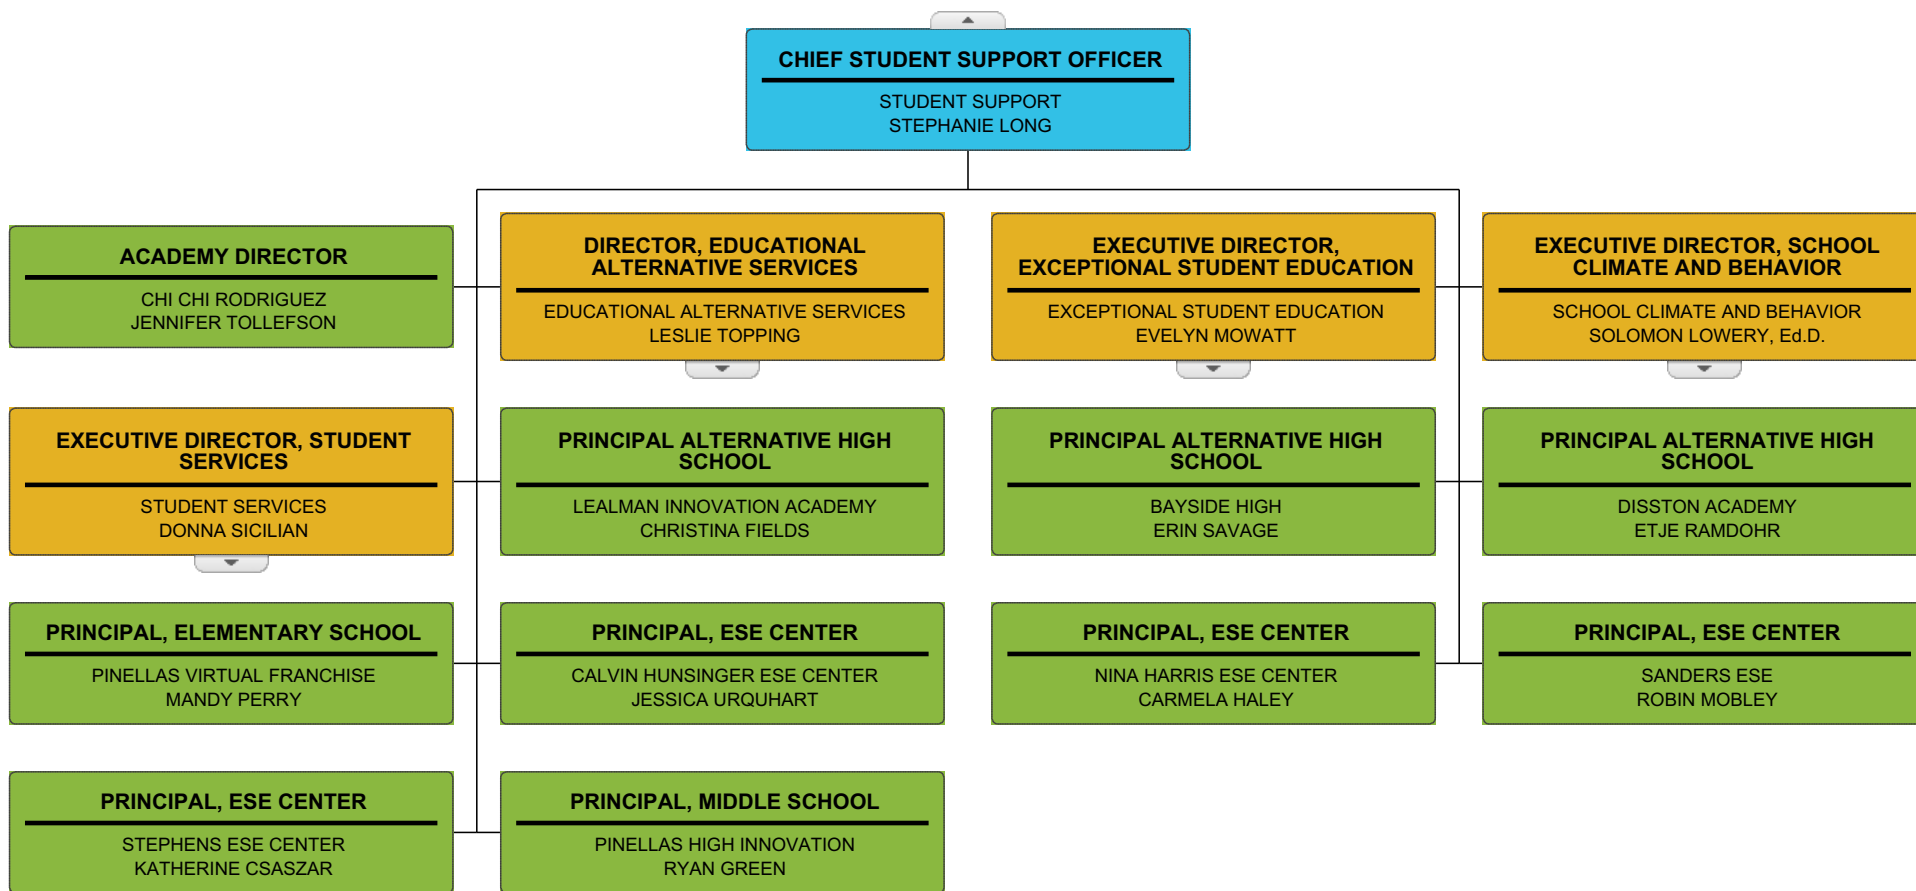 CHIEF STUDENT SUPPORT OFFICER
STUDENT SUPPORT
STEPHANIE LONG
ACADEMY DIRECTOR
CHI CHI RODRIGUEZ
JENNIFER TOLLEFSON
DIRECTOR, EDUCATIONAL
ALTERNATIVE SERVICES
EDUCATIONAL ALTERNATIVE SERVICES
LESLIE TOPPING
EXECUTIVE DIRECTOR,
EXCEPTIONAL STUDENT EDUCATION
EXCEPTIONAL STUDENT EDUCATION
EVELYN MOWATT
EXECUTIVE DIRECTOR, SCHOOL
CLIMATE AND BEHAVIOR
SCHOOL CLIMATE AND BEHAVIOR
SOLOMON LOWERY, Ed.D.
EXECUTIVE DIRECTOR, STUDENT
SERVICES
STUDENT SERVICES
DONNA SICILIAN
PRINCIPAL ALTERNATIVE HIGH
SCHOOL
LEALMAN INNOVATION ACADEMY
CHRISTINA FIELDS
PRINCIPAL ALTERNATIVE HIGH
SCHOOL
BAYSIDE HIGH
ERIN SAVAGE
PRINCIPAL ALTERNATIVE HIGH
SCHOOL
DISSTON ACADEMY
ETJE RAMDOHR
PRINCIPAL, ELEMENTARY SCHOOL
PINELLAS VIRTUAL FRANCHISE
MANDY PERRY
PRINCIPAL, ESE CENTER
CALVIN HUNSINGER ESE CENTER
JESSICA URQUHART
PRINCIPAL, ESE CENTER
NINA HARRIS ESE CENTER
CARMELA HALEY
PRINCIPAL, ESE CENTER
SANDERS ESE
ROBIN MOBLEY
PRINCIPAL, ESE CENTER
STEPHENS ESE CENTER
KATHERINE CSASZAR
PRINCIPAL, MIDDLE SCHOOL
PINELLAS HIGH INNOVATION
RYAN GREEN